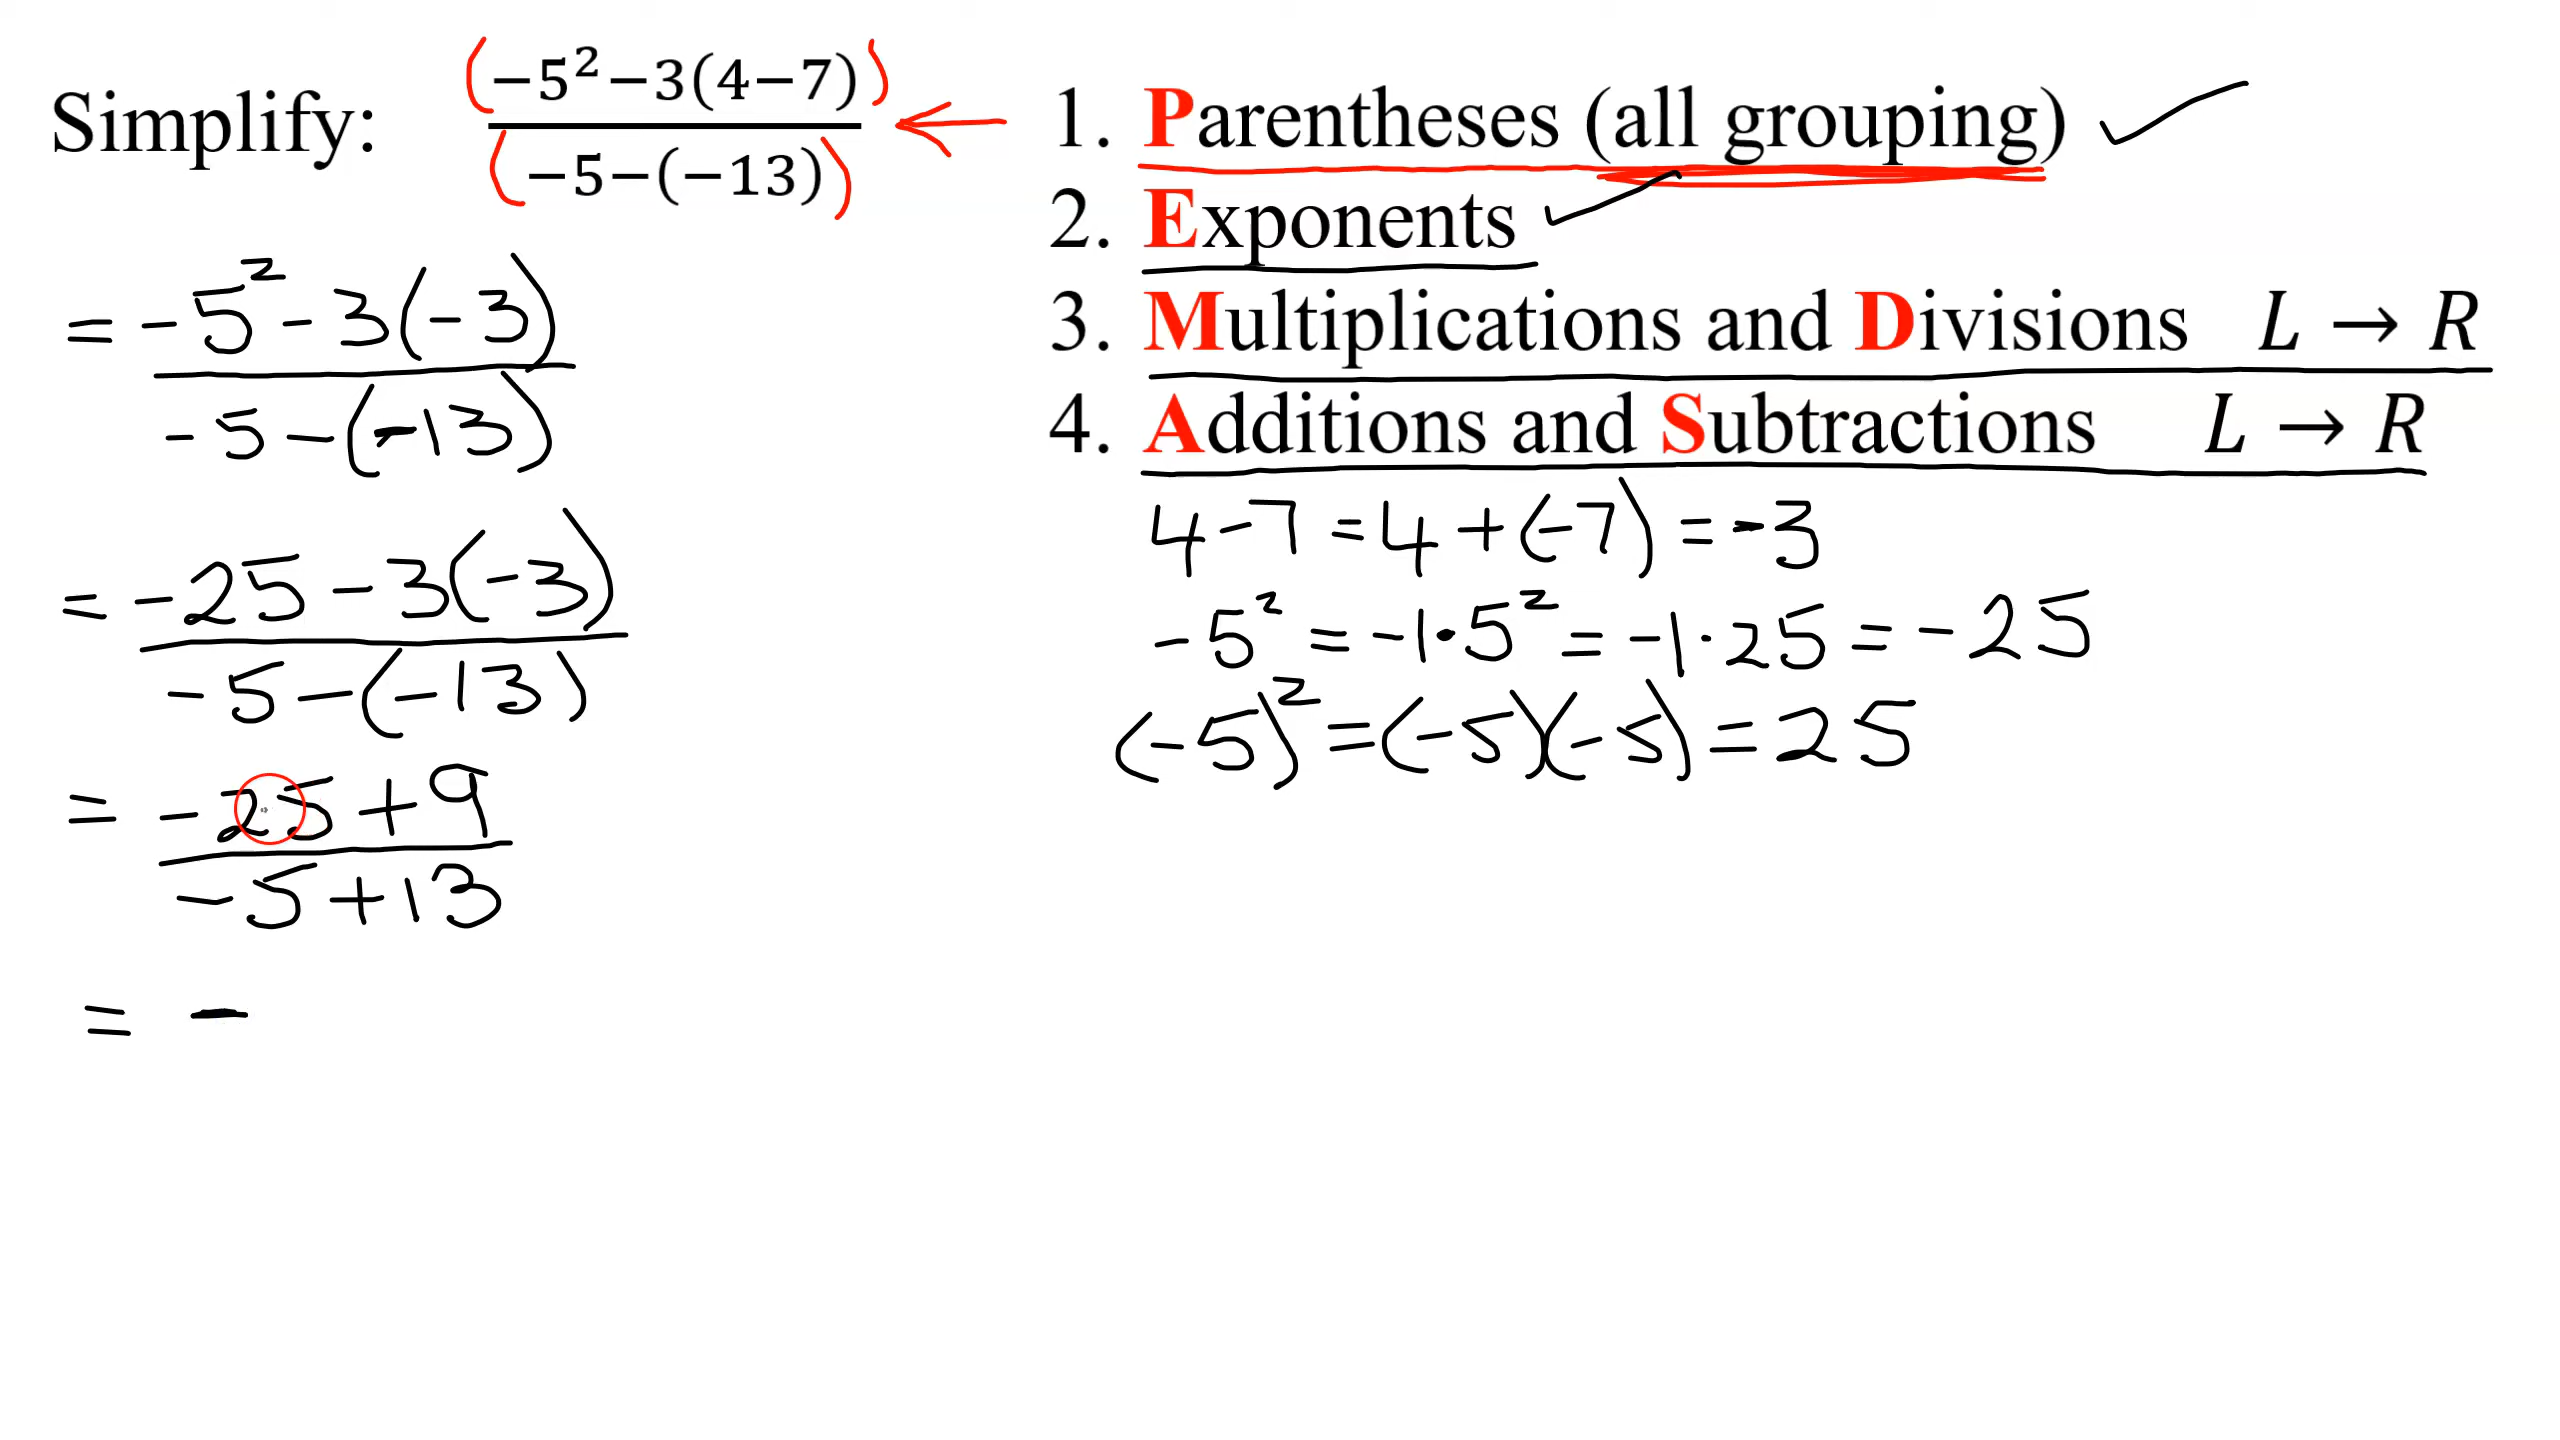 Simplify: (−5² − 3(4 − 7)) / (−5 − (−13))
1. Parentheses (all grouping) ✓
2. Exponents ✓
3. Multiplications and Divisions L → R
4. Additions and Subtractions L → R
= −5² − 3(−3)
−5 − (−13)
= −25 − 3(−3)
−5 − (−13)
= −25 + 9
−5 + 13
= −
4 − 7 = 4 + (−7) = −3
−5² = −1 · 5² = −1 · 25 = −25
(−5)² = (−5)(−5) = 25